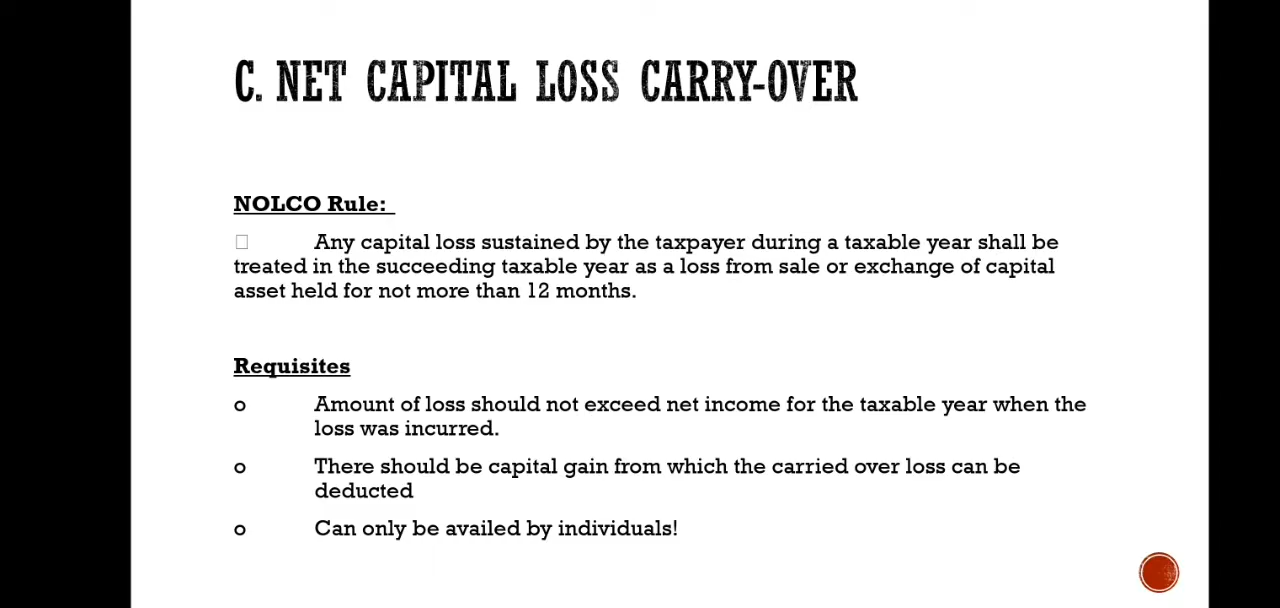 C. NET CAPITAL LOSS CARRY-OVER
NOLCO Rule:
Any capital loss sustained by the taxpayer during a taxable year shall be
treated in the succeeding taxable year as a loss from sale or exchange of capital
asset held for not more than 12 months.
Requisites
o Amount of loss should not exceed net income for the taxable year when the
loss was incurred.
o There should be capital gain from which the carried over loss can be
deducted
o Can only be availed by individuals!